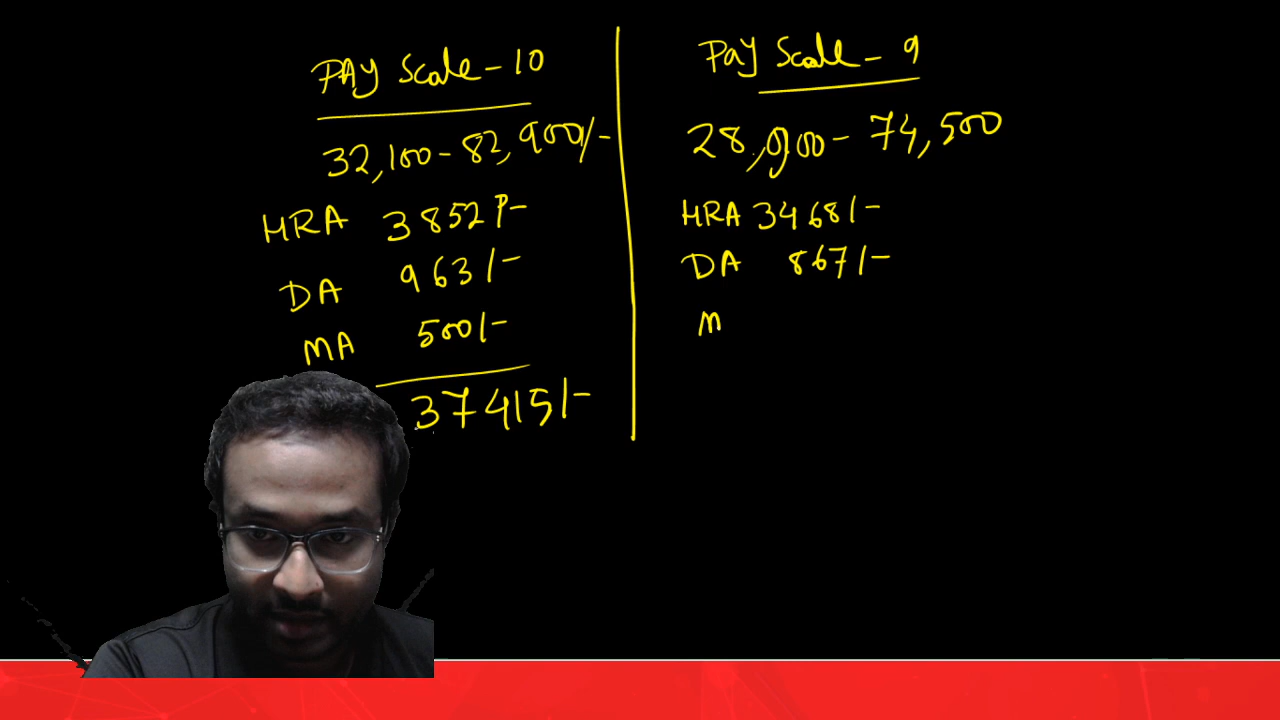 PAY Scale - 10
32,100 - 82,900/-
HRA 3852/-
DA 963/-
MA 500/-
37415/-
Pay Scale - 9
28,900 - 74,500
HRA 3468/-
DA 867/-
M